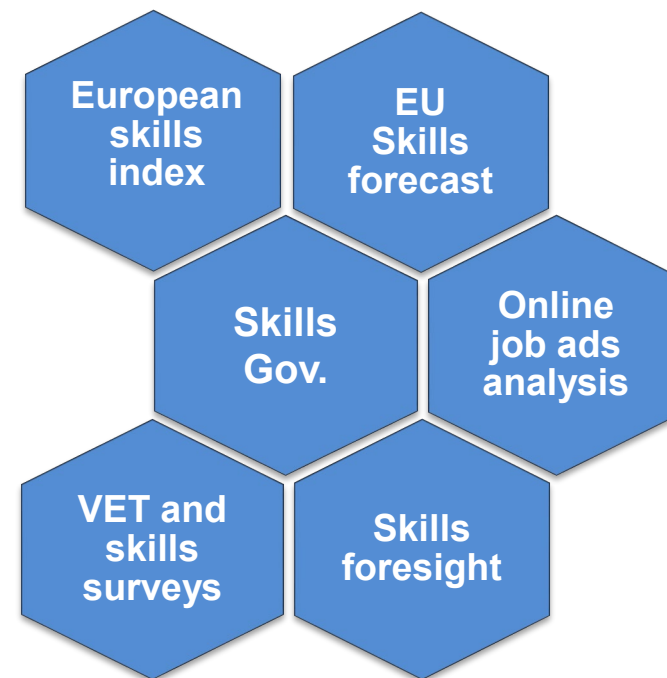 European
skills
index
EU
Skills
forecast
Skills
Gov.
Online
job ads
analysis
VET and
skills
surveys
Skills
foresight